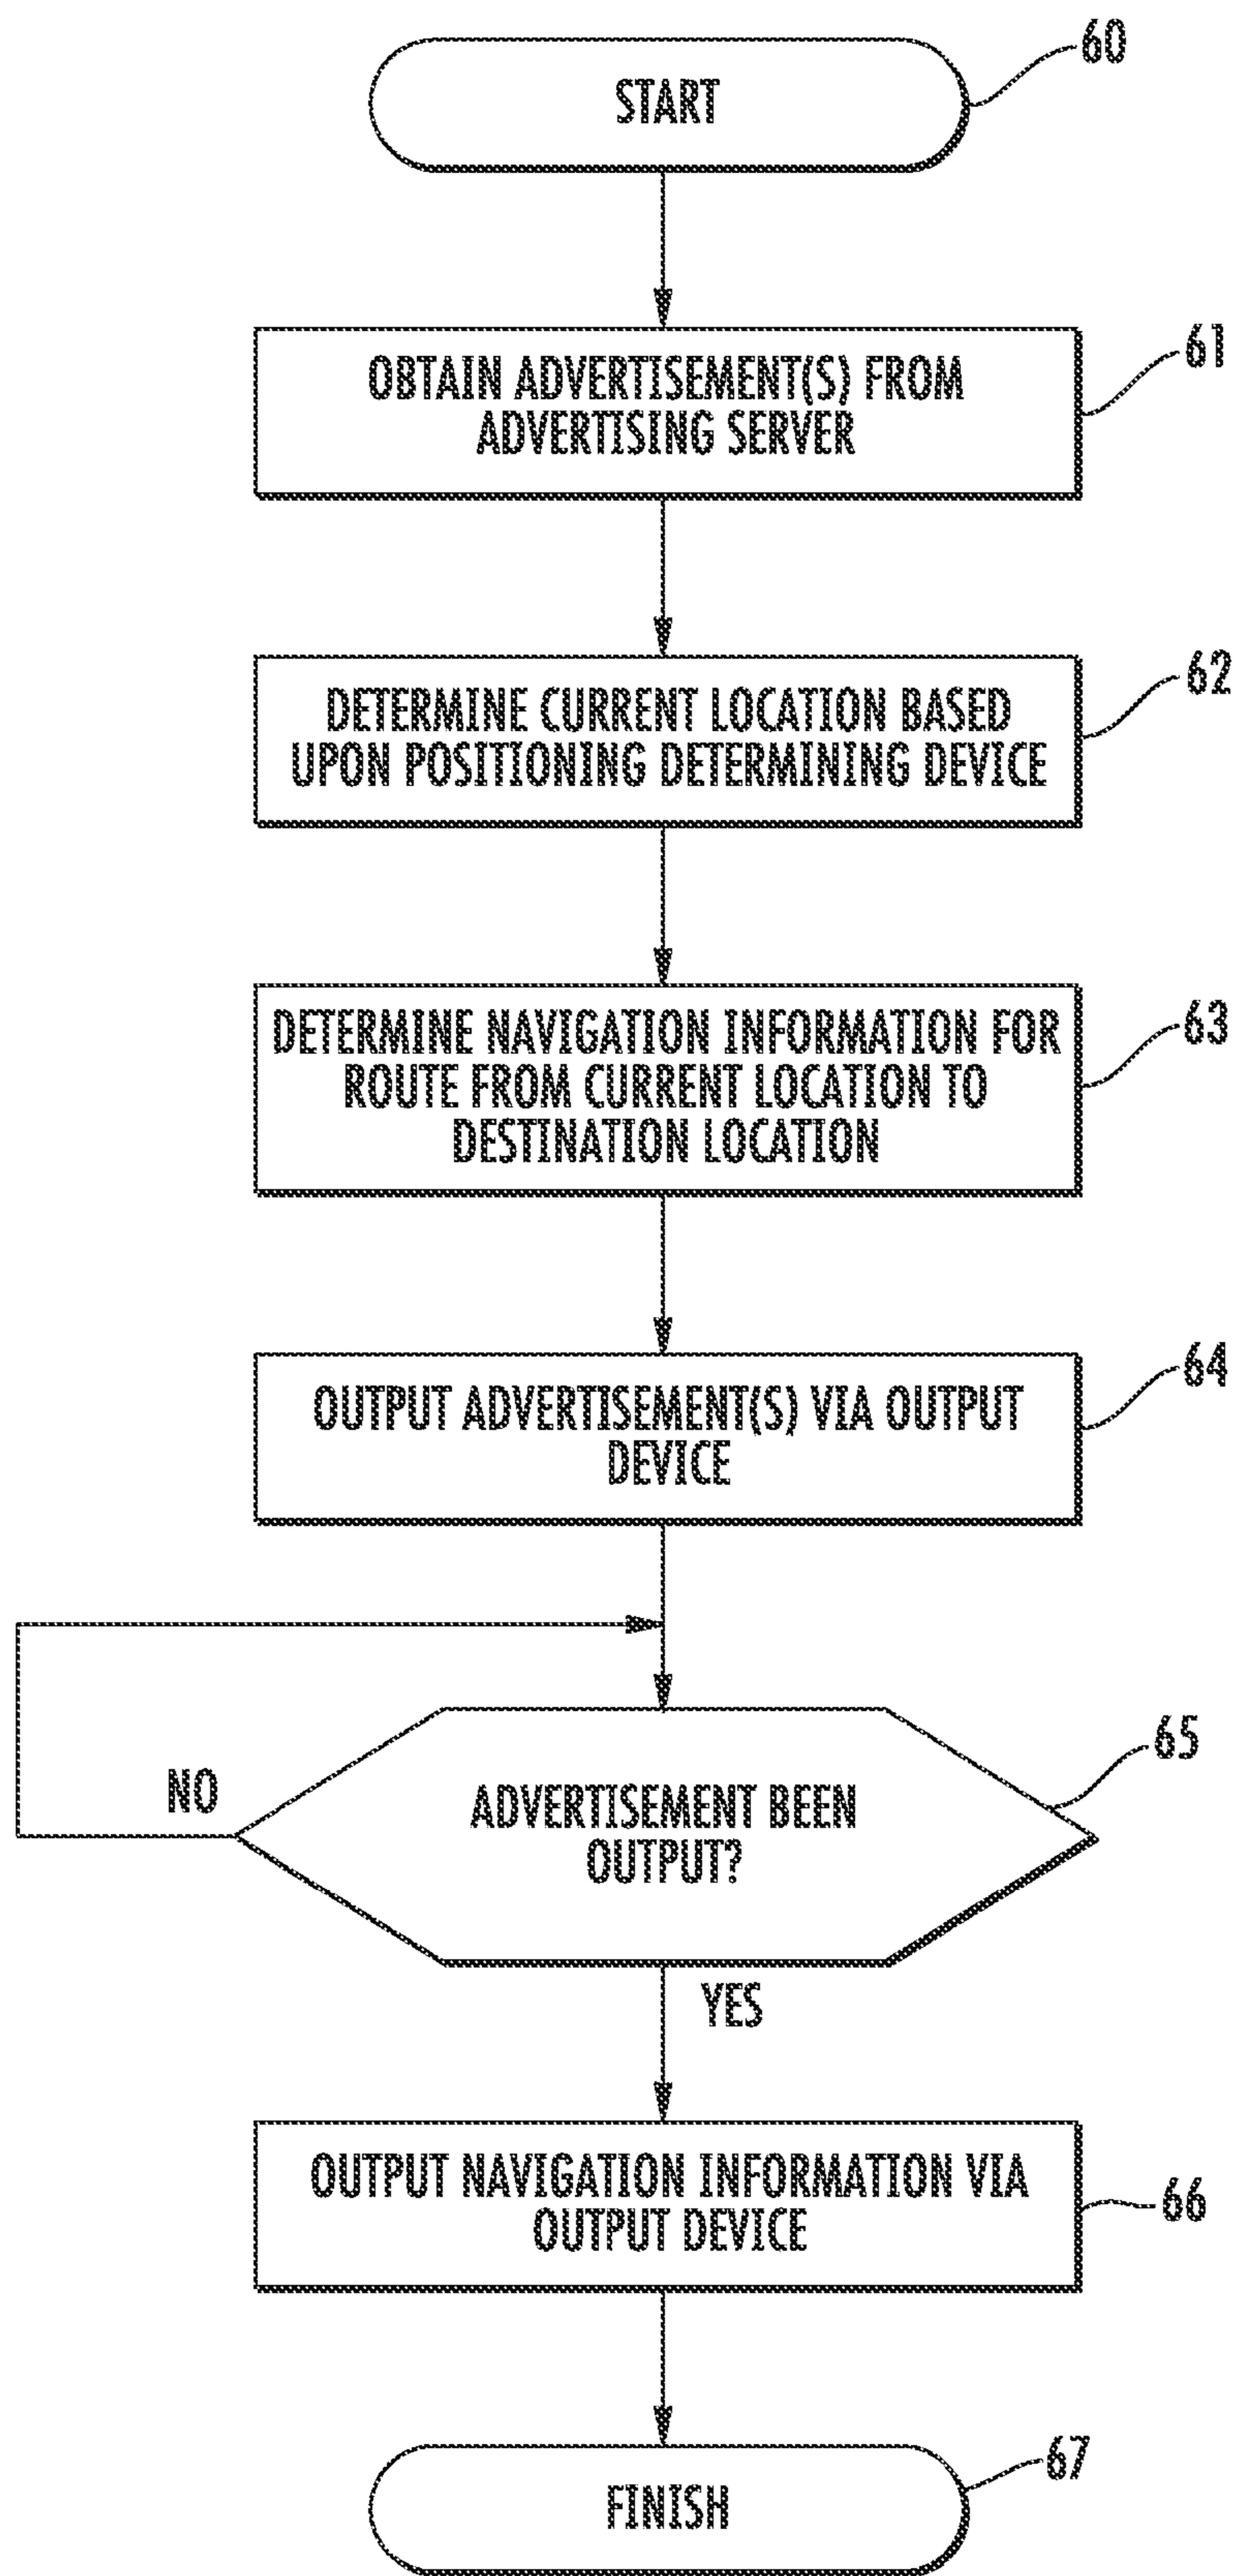 60
START
61
OBTAIN ADVERTISEMENT(S) FROM
ADVERTISING SERVER
62
DETERMINE CURRENT LOCATION BASED
UPON POSITIONING DETERMINING DEVICE
63
DETERMINE NAVIGATION INFORMATION FOR
ROUTE FROM CURRENT LOCATION TO
DESTINATION LOCATION
64
OUTPUT ADVERTISEMENT(S) VIA OUTPUT
DEVICE
65
NO
ADVERTISEMENT BEEN
OUTPUT?
YES
66
OUTPUT NAVIGATION INFORMATION VIA
OUTPUT DEVICE
67
FINISH